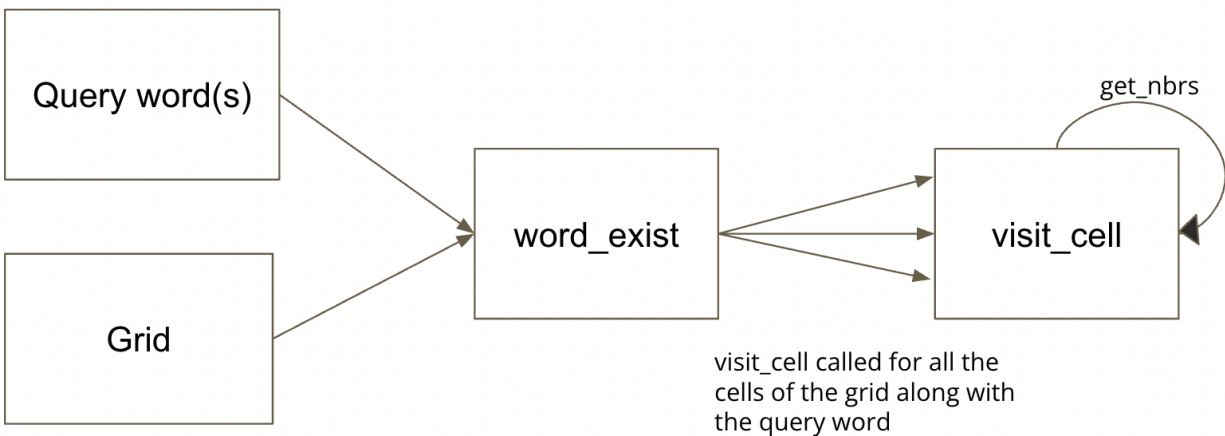 Query word(s)
Grid
word_exist
visit_cell called for all the
cells of the grid along with
the query word
get_nbrs
visit_cell